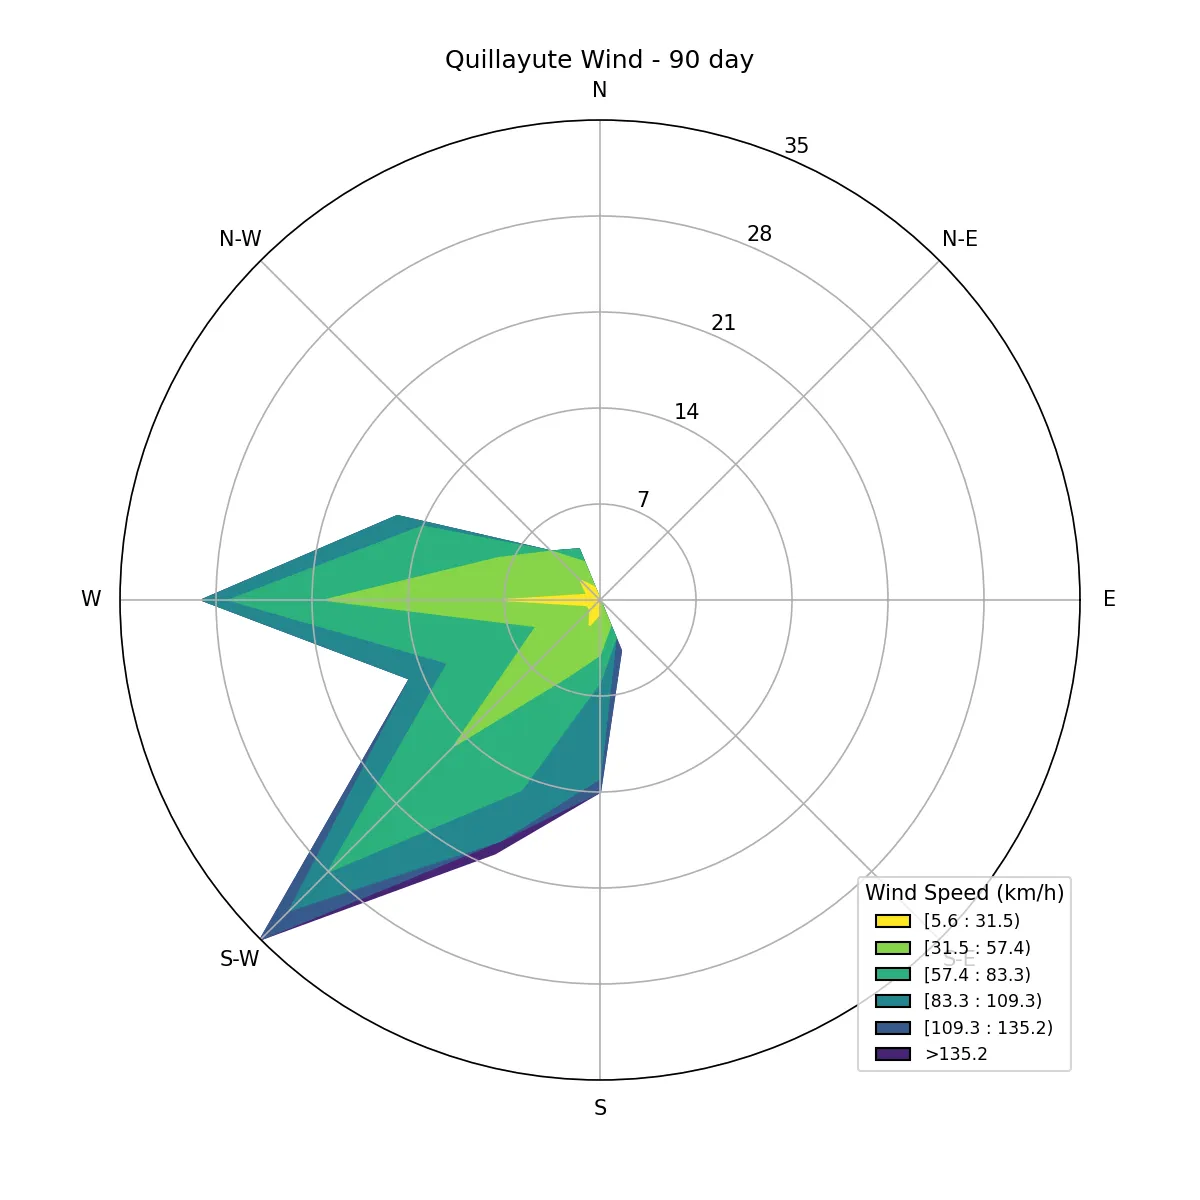 Quillayute Wind - 90 day
N
35
N-W
N-E
28
21
14
7
W
E
S-W
S-E
S
Wind Speed (km/h)
[5.6 : 31.5)
[31.5 : 57.4)
[57.4 : 83.3)
[83.3 : 109.3)
[109.3 : 135.2)
>135.2